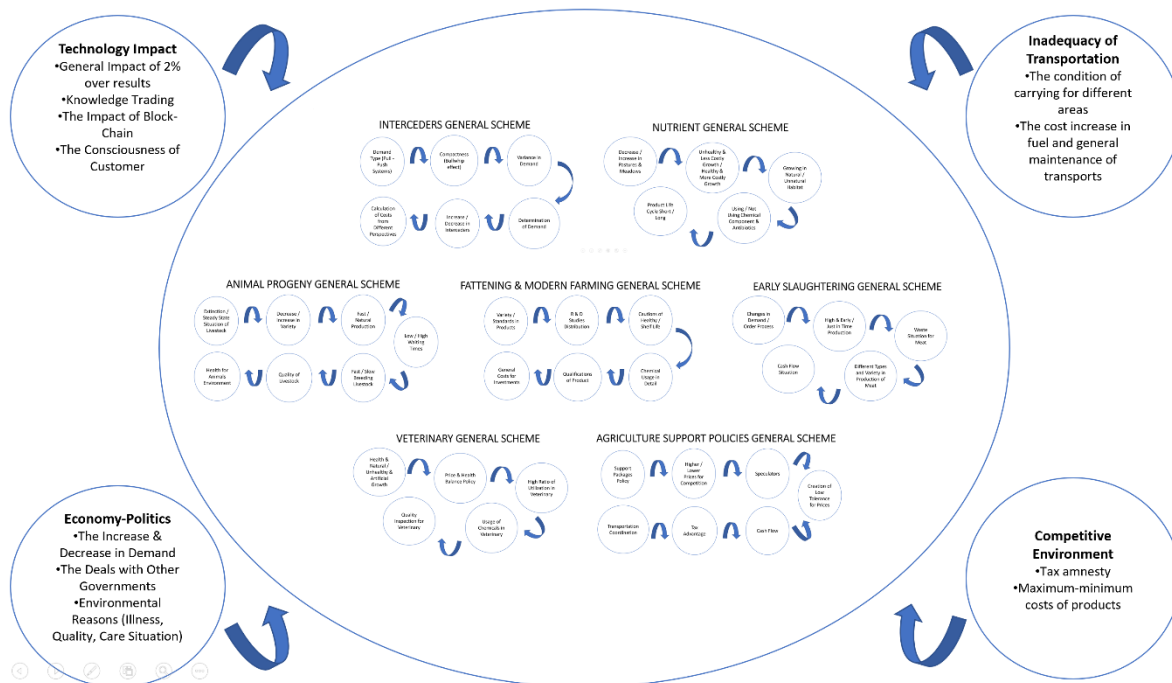 Technology Impact
•General Impact of 2%
over results
•Knowledge Trading
•The Impact of Block-
Chain
•The Consciousness of
Customer
Inadequacy of
Transportation
•The condition of
carrying for different
areas
•The cost increase in
fuel and general
maintenance of
transports
INTERCEDERS GENERAL SCHEME
Demand
Type (Pull -
Push
Systems)
Compactness
(Bullwhip
effect)
Variance in
Demand
Calculation
of Costs
from
Different
Perspectives
Increase /
Decrease in
Interceders
Determination
of Demand
NUTRIENT GENERAL SCHEME
Decrease /
Increase in
Pastures &
Meadows
Unhealthy &
Less Costly
Growth /
Healthy &
More Costly
Growth
Growing in
Natural /
Unnatural
Habitat
Product Life
Cycle Short /
Long
Using / Not
Using Chemical
Component &
Antibiotics
ANIMAL PROGENY GENERAL SCHEME
Extinction /
Steady State
Situation of
Livestock
Decrease /
Increase in
Variety
Fast /
Natural
Production
Low / High
Waiting
Times
Health for
Animals
Environment
Quality of
Livestock
Fast / Slow
Breeding
Livestock
FATTENING & MODERN FARMING GENERAL SCHEME
Variety /
Standards in
Products
R & D
Studies
Distribution
Cautions of
Healthy /
Shelf Life
General
Costs for
Investments
Qualifications
of Product
Chemical
Usage in
Detail
EARLY SLAUGHTERING GENERAL SCHEME
Changes in
Demand /
Order Process
High & Early /
Just in Time
Production
Waste
Situation for
Meat
Cash Flow
Situation
Different Types
and Variety in
Production of
Meat
VETERINARY GENERAL SCHEME
Health &
Natural /
Unhealthy &
Artificial
Growth
Price & Health
Balance Policy
High Ratio of
Utilization in
Veterinary
Quality
Inspection for
Veterinary
Usage of
Chemicals in
Veterinary
AGRICULTURE SUPPORT POLICIES GENERAL SCHEME
Support
Packages
Policy
Higher /
Lower
Prices for
Competition
Speculators
Creation of
Low
Tolerance
for Prices
Transportation
Coordination
Tax
Advantage
Cash Flow
Economy-Politics
•The Increase &
Decrease in Demand
•The Deals with Other
Governments
•Environmental
Reasons (Illness,
Quality, Care Situation)
Competitive
Environment
•Tax amnesty
•Maximum-minimum
costs of products